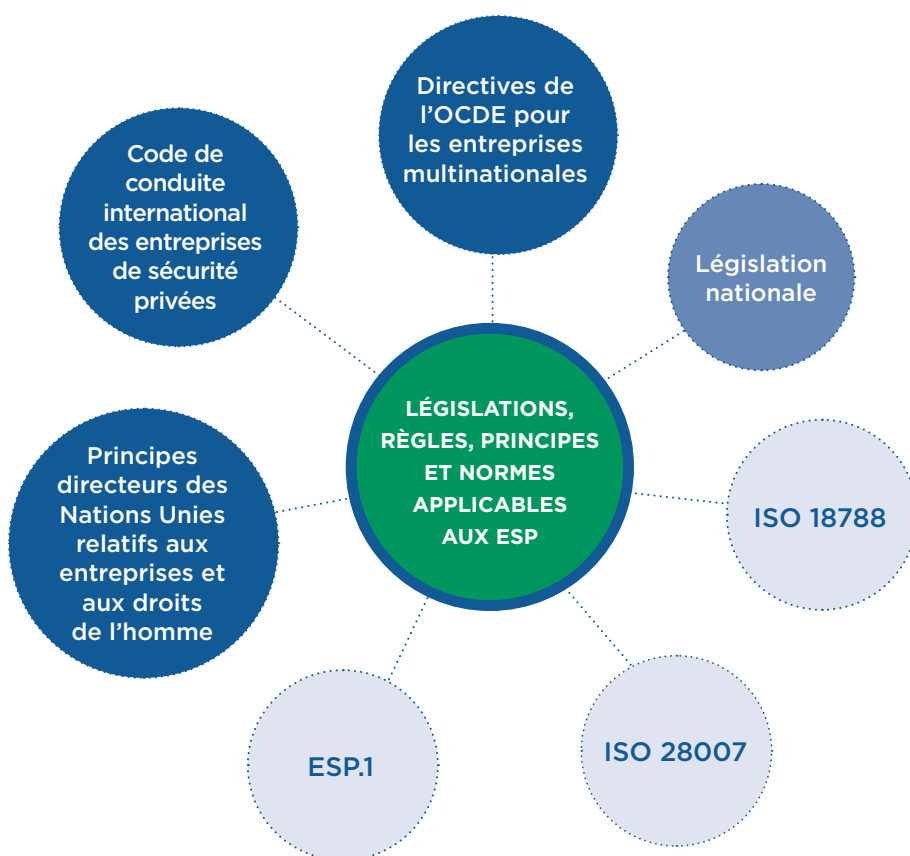 Directives de
l’OCDE pour
les entreprises
multinationales
Code de
conduite
international
des entreprises
de sécurité
privées
Législation
nationale
LÉGISLATIONS,
RÈGLES, PRINCIPES
ET NORMES
APPLICABLES
AUX ESP
Principes
directeurs des
Nations Unies
relatifs aux
entreprises et
aux droits
de l’homme
ISO 18788
ISO 28007
ESP.1